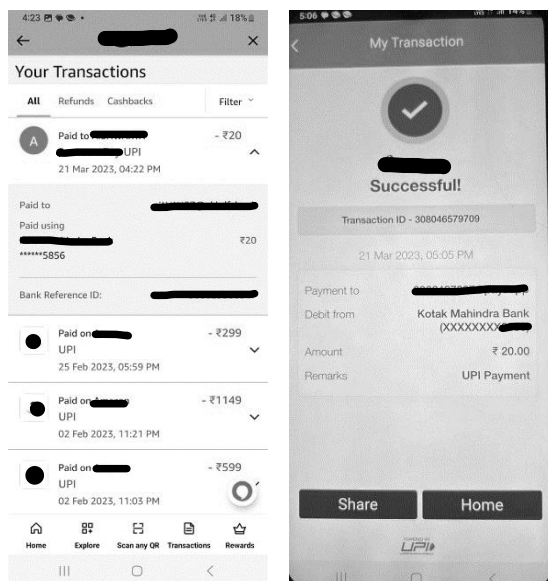 4:23 18%
Your Transactions
All Refunds Cashbacks Filter
A
Paid to - ₹20
UPI
21 Mar 2023, 04:22 PM
Paid to
Paid using
₹20
******5856
Bank Reference ID:
Paid on - ₹299
UPI
25 Feb 2023, 05:59 PM
Paid on - ₹1149
UPI
02 Feb 2023, 11:21 PM
Paid on - ₹599
UPI
02 Feb 2023, 11:03 PM
Home Explore Scan any QR Transactions Rewards
5:06 14%
My Transaction
Successful!
Transaction ID - 308046579709
21 Mar 2023, 05:05 PM
Payment to
Debit from Kotak Mahindra Bank
(XXXXXXXX
Amount ₹ 20.00
Remarks UPI Payment
Share Home
UPI